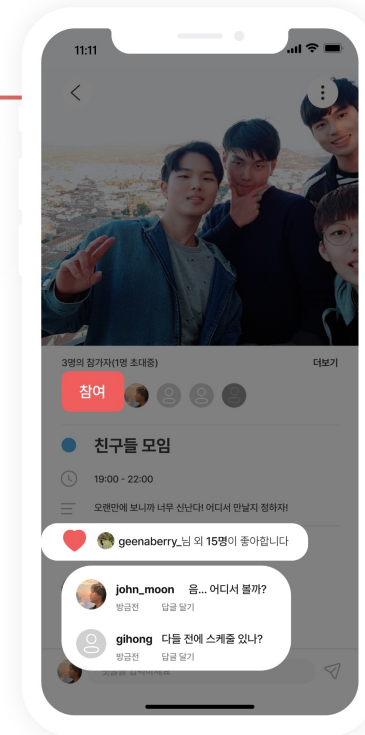 11:11
3명의 참가자(1명 초대중) 더보기
참여
친구들 모임
19:00 - 22:00
오랜만에 보니까 너무 신난다! 어디서 만날지 정하자!
geenaberry_님 외 15명이 좋아합니다
john_moon 음... 어디서 볼까?
방금전 답글 달기
gihong 다들 전에 스케줄 있나?
방금전 답글 달기